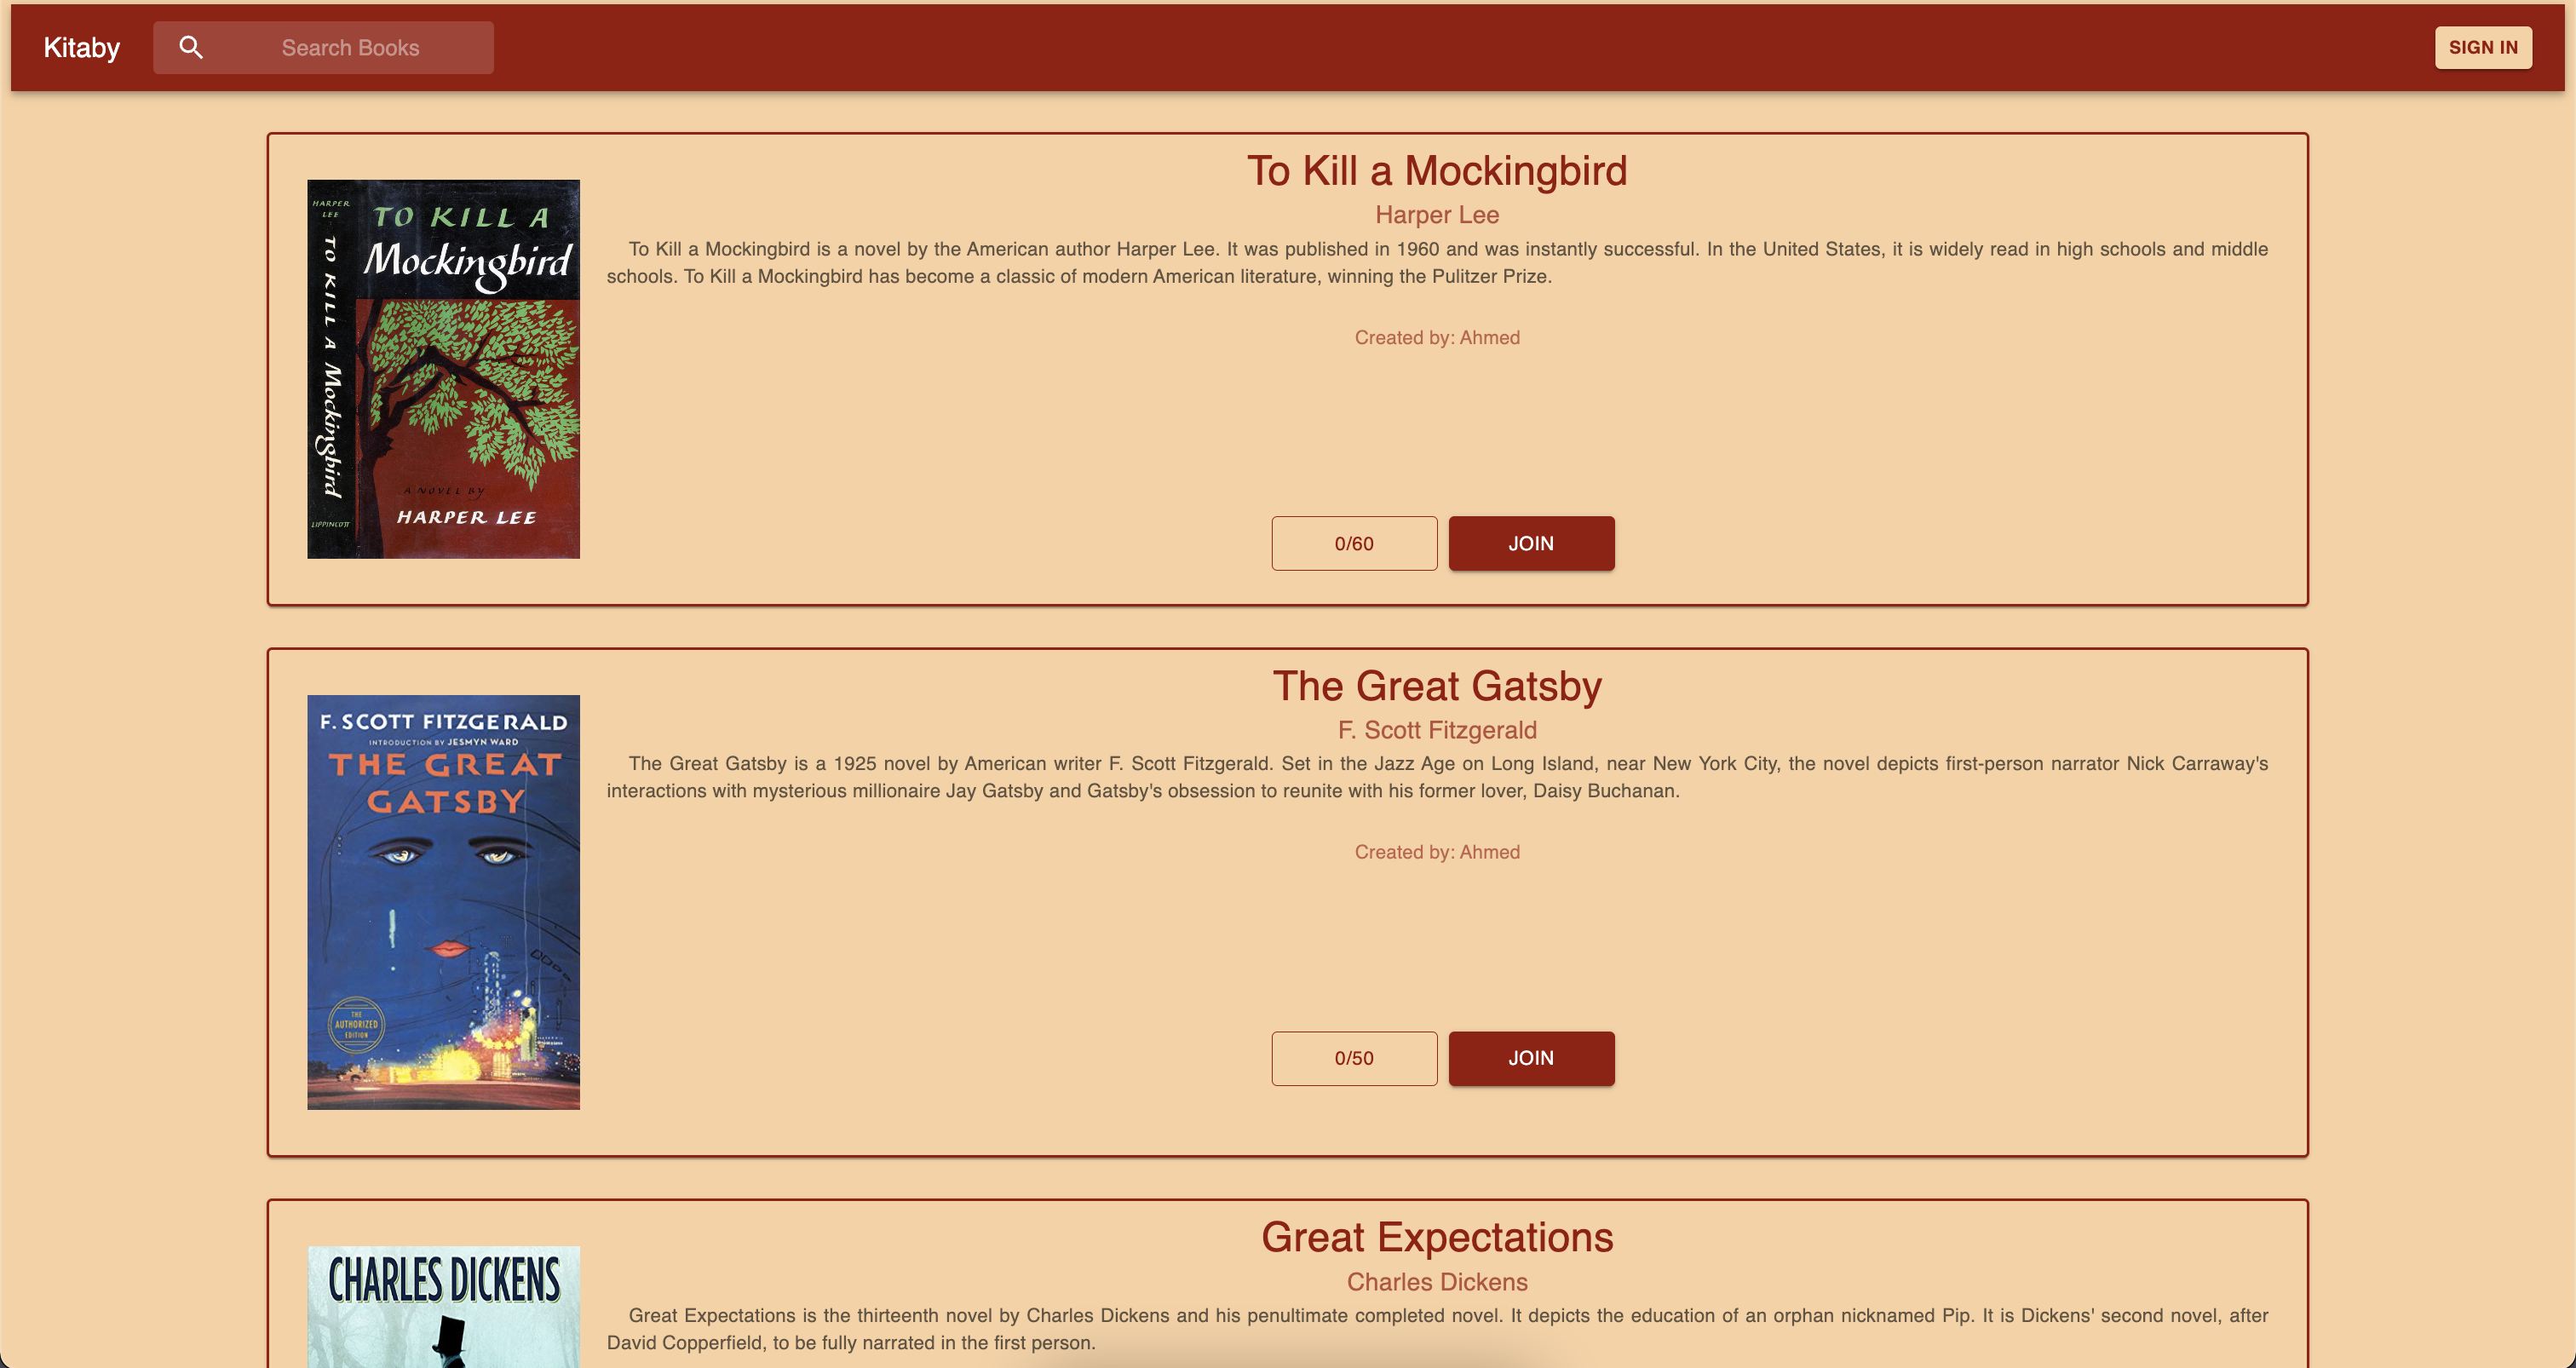 Kitaby
Search Books
SIGN IN
HARPER
LEE
TO KILL A Mockingbird
LIPPINCOTT
TO KILL A
Mockingbird
A NOVEL BY
HARPER LEE
To Kill a Mockingbird
Harper Lee
To Kill a Mockingbird is a novel by the American author Harper Lee. It was published in 1960 and was instantly successful. In the United States, it is widely read in high schools and middle
schools. To Kill a Mockingbird has become a classic of modern American literature, winning the Pulitzer Prize.
Created by: Ahmed
0/60
JOIN
F. SCOTT FITZGERALD
INTRODUCTION BY JESMYN WARD
THE GREAT
GATSBY
THE
AUTHORIZED
EDITION
The Great Gatsby
F. Scott Fitzgerald
The Great Gatsby is a 1925 novel by American writer F. Scott Fitzgerald. Set in the Jazz Age on Long Island, near New York City, the novel depicts first-person narrator Nick Carraway's
interactions with mysterious millionaire Jay Gatsby and Gatsby's obsession to reunite with his former lover, Daisy Buchanan.
Created by: Ahmed
0/50
JOIN
CHARLES DICKENS
Great Expectations
Charles Dickens
Great Expectations is the thirteenth novel by Charles Dickens and his penultimate completed novel. It depicts the education of an orphan nicknamed Pip. It is Dickens' second novel, after
David Copperfield, to be fully narrated in the first person.